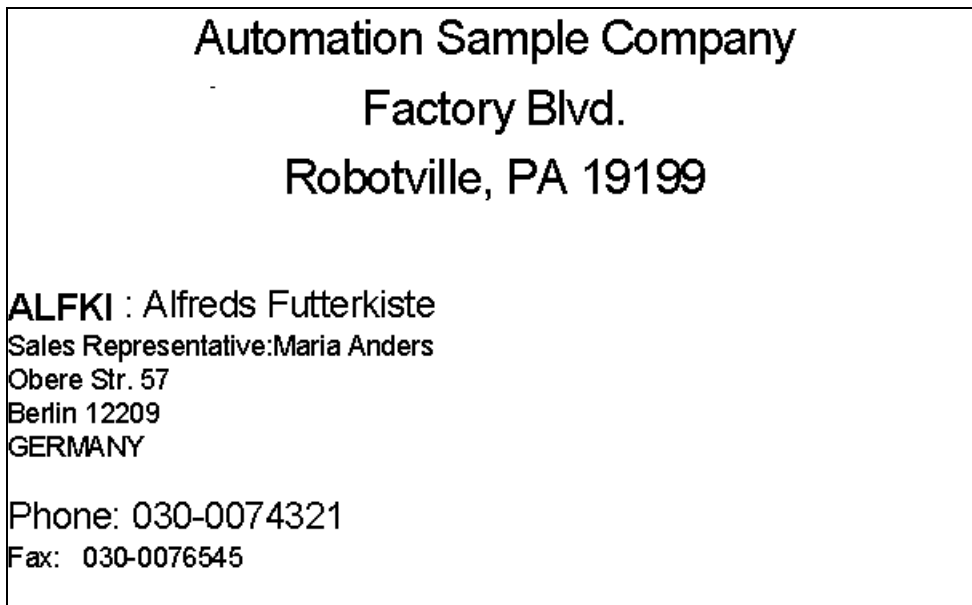 Automation Sample Company
Factory Blvd.
Robotville, PA 19199
ALFKI : Alfreds Futterkiste
Sales Representative:Maria Anders
Obere Str. 57
Berlin 12209
GERMANY
Phone: 030-0074321
Fax: 030-0076545